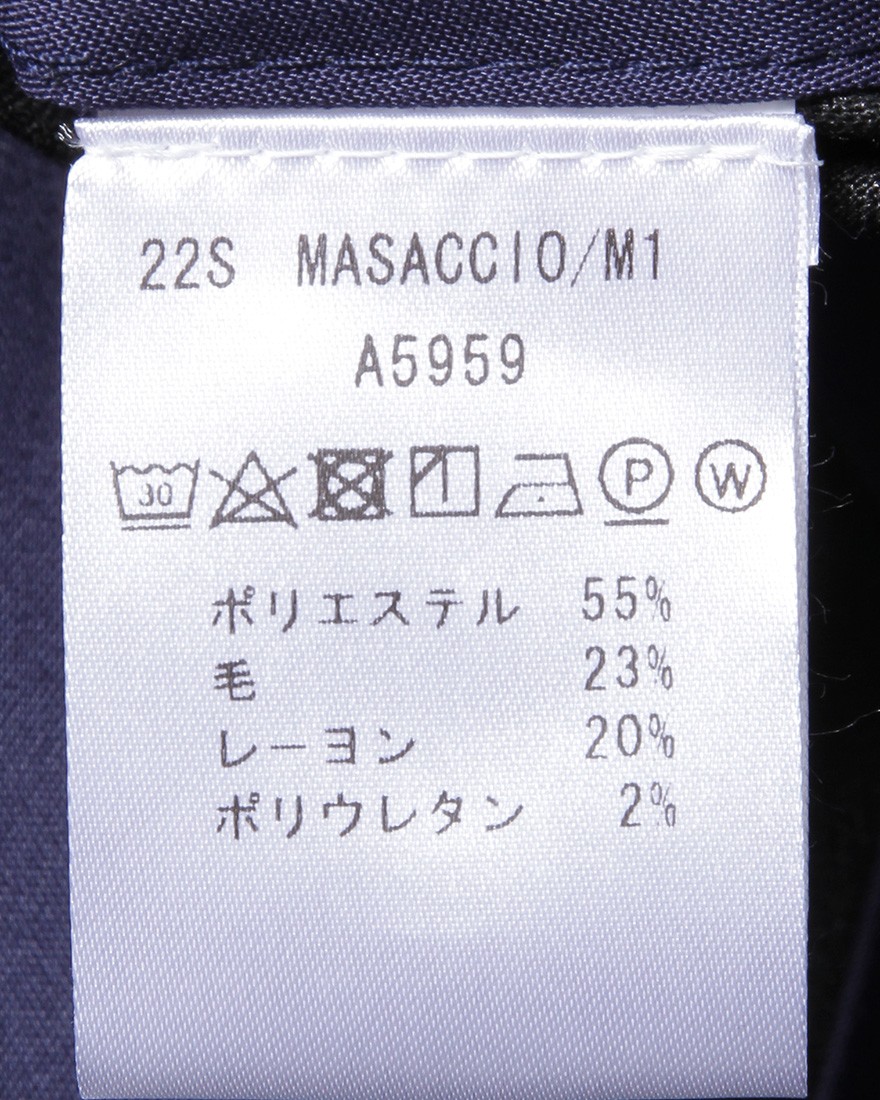 22S MASACCIO/M1
A5959
30 P W
ポリエステル 55%
毛 23%
レーヨン 20%
ポリウレタン 2%